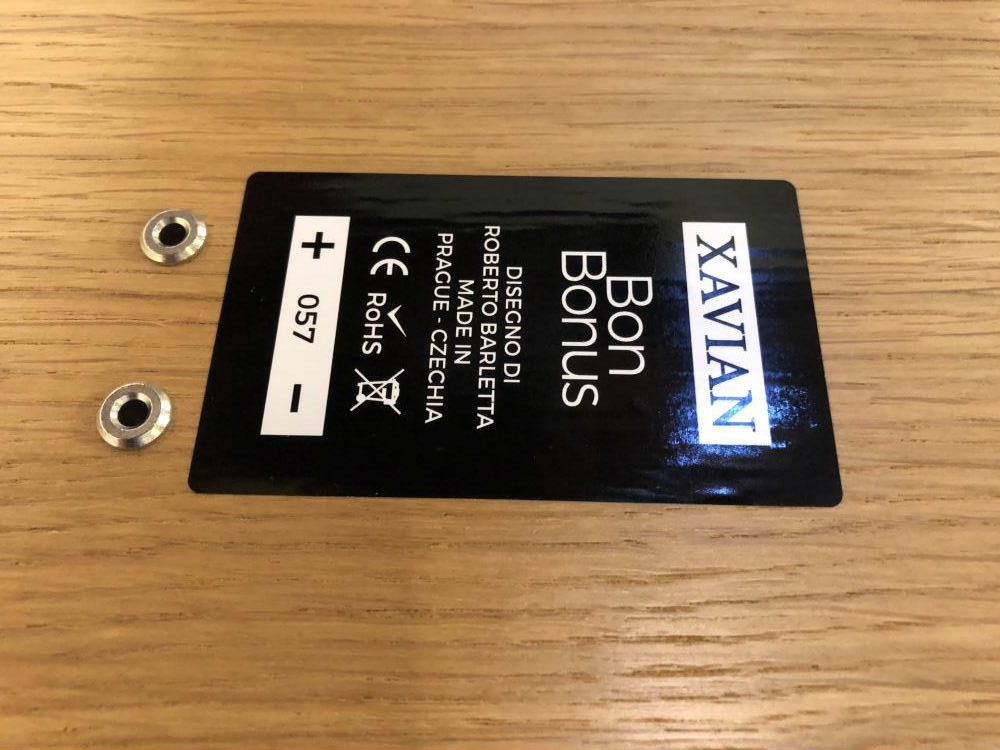 XAVIAN
Bon
Bonus
DISEGNO DI
ROBERTO BARLETTA
MADE IN
PRAGUE - CZECHIA
CE RoHS
+ 057 -